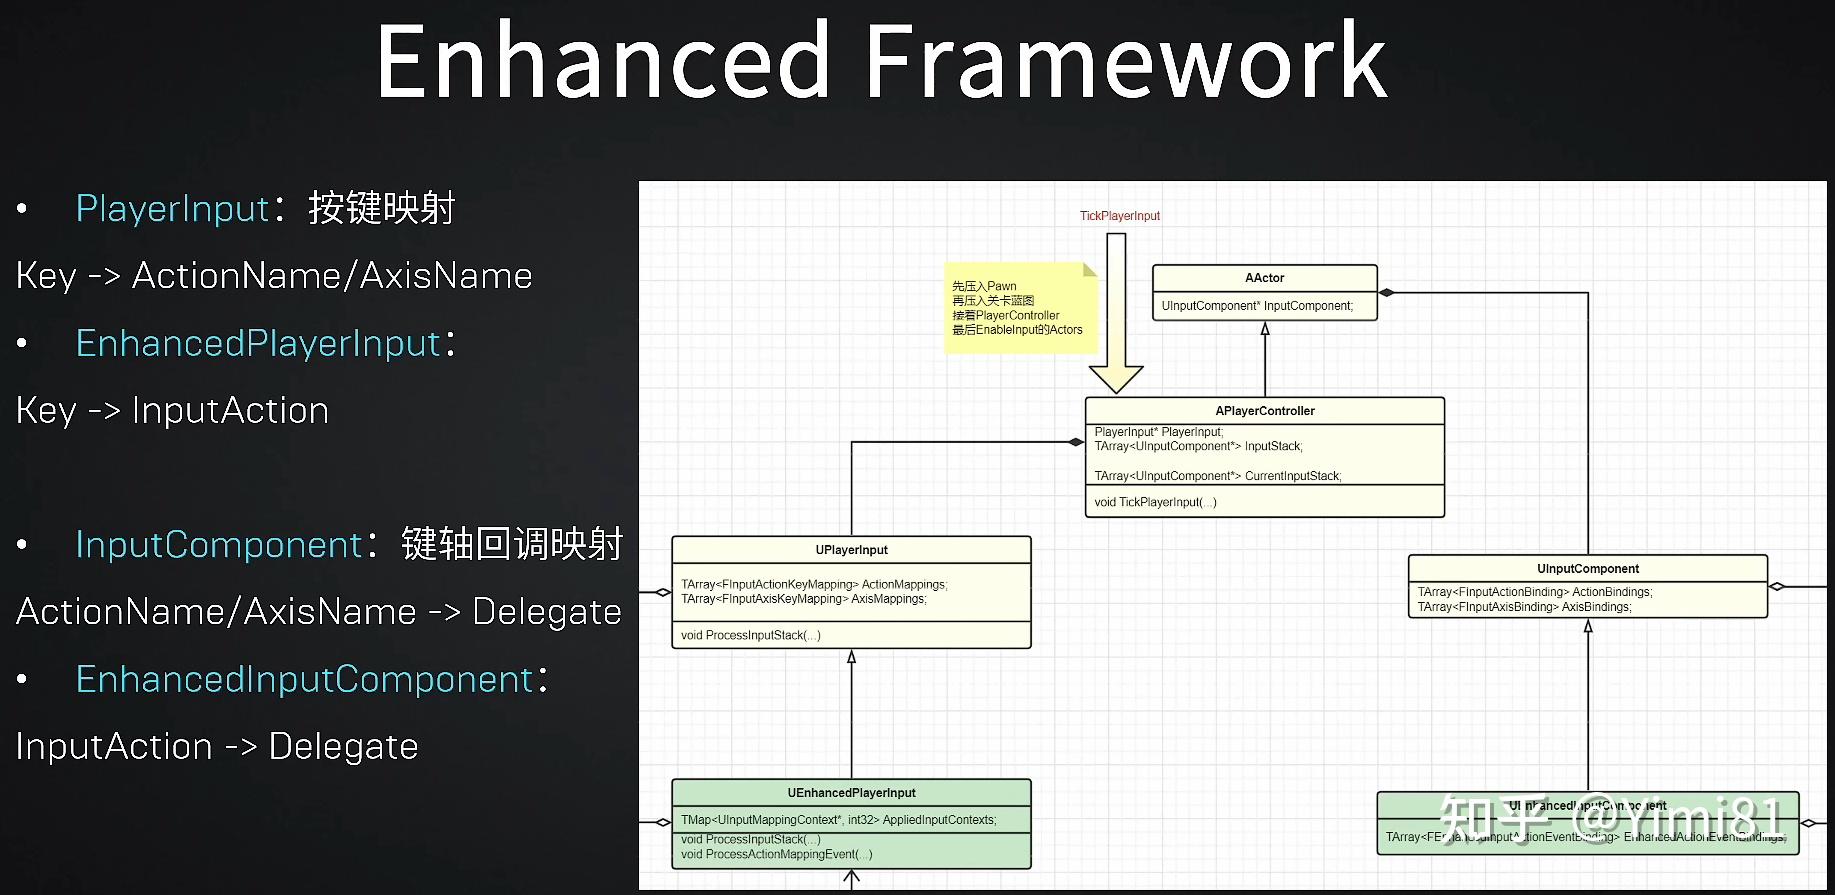 Enhanced Framework
• PlayerInput：按键映射
Key -> ActionName/AxisName
• EnhancedPlayerInput：
Key -> InputAction
• InputComponent：键轴回调映射
ActionName/AxisName -> Delegate
• EnhancedInputComponent：
InputAction -> Delegate
TickPlayerInput
先压入Pawn
再压入关卡蓝图
接着PlayerController
最后EnableInput的Actors
AActor
UInputComponent* InputComponent;
APlayerController
PlayerInput* PlayerInput;
TArray<UInputComponent*> InputStack;
TArray<UInputComponent*> CurrentInputStack;
void TickPlayerInput(...)
UPlayerInput
TArray<FInputActionKeyMapping> ActionMappings;
TArray<FInputAxisKeyMapping> AxisMappings;
void ProcessInputStack(...)
UInputComponent
TArray<FInputActionBinding> ActionBindings;
TArray<FInputAxisBinding> AxisBindings;
UEnhancedPlayerInput
TMap<UInputMappingContext*, int32> AppliedInputContexts;
void ProcessInputStack(...)
void ProcessActionMappingEvent(...)
UEnhancedInputComponent
TArray<FEnhancedInputActionEventBinding> EnhancedActionEventBindings;
知乎 @Yimi81